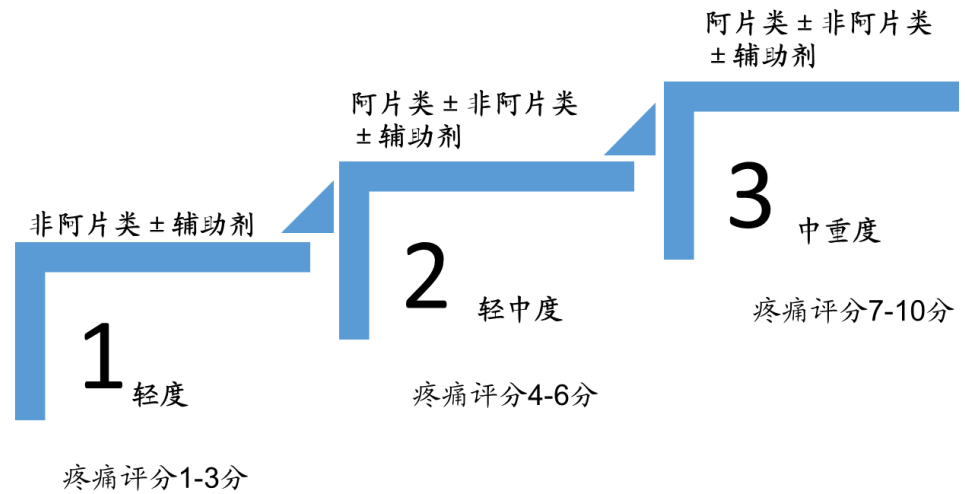 非阿片类 ± 辅助剂
1
轻度
疼痛评分1-3分
阿片类 ± 非阿片类
± 辅助剂
2
轻中度
疼痛评分4-6分
阿片类 ± 非阿片类
± 辅助剂
3
中重度
疼痛评分7-10分